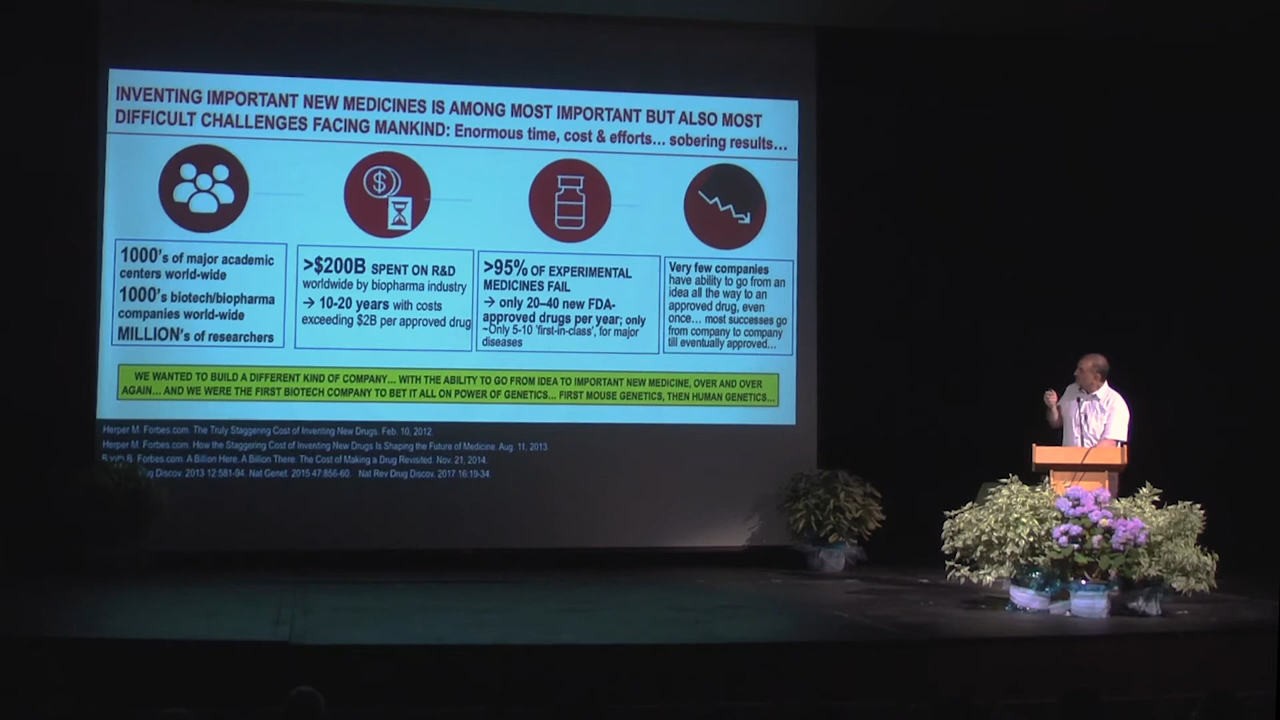 INVENTING IMPORTANT NEW MEDICINES IS AMONG MOST IMPORTANT BUT ALSO MOST
DIFFICULT CHALLENGES FACING MANKIND: Enormous time, cost & efforts... sobering results...
1000's of major academic
centers world-wide
1000's biotech/biopharma
companies world-wide
MILLION's of researchers
>$200B SPENT ON R&D
worldwide by biopharma industry
→ 10-20 years with costs
exceeding $2B per approved drug
>95% OF EXPERIMENTAL
MEDICINES FAIL
→ only 20–40 new FDA-
approved drugs per year; only
~Only 5-10 'first-in-class', for major
diseases
Very few companies
have ability to go from an
idea all the way to an
approved drug, even
once... most successes go
from company to company
till eventually approved...
WE WANTED TO BUILD A DIFFERENT KIND OF COMPANY... WITH THE ABILITY TO GO FROM IDEA TO IMPORTANT NEW MEDICINE, OVER AND OVER
AGAIN... AND WE WERE THE FIRST BIOTECH COMPANY TO BET IT ALL ON POWER OF GENETICS... FIRST MOUSE GENETICS, THEN HUMAN GENETICS...
Herper M. Forbes.com. The Truly Staggering Cost of Inventing New Drugs. Feb. 10, 2012.
Herper M. Forbes.com. How the Staggering Cost of Inventing New Drugs Is Shaping the Future of Medicine. Aug. 11, 2013.
B. Forbes.com. A Billion Here, A Billion There: The Cost of Making a Drug Revisited. Nov. 21, 2014.
Discov. 2013 12:581-94. Nat Genet. 2015 47:856-60. Nat Rev Drug Discov. 2017 16:19-34.